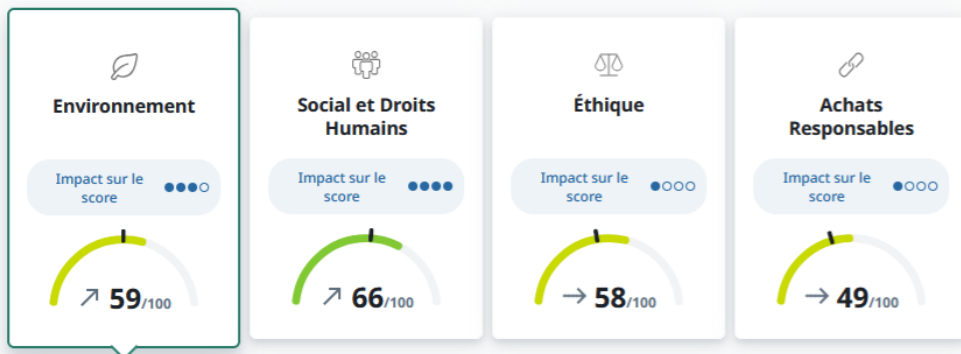 Environnement
Impact sur le
score
59/100
Social et Droits
Humains
Impact sur le
score
66/100
Éthique
Impact sur le
score
58/100
Achats
Responsables
Impact sur le
score
49/100